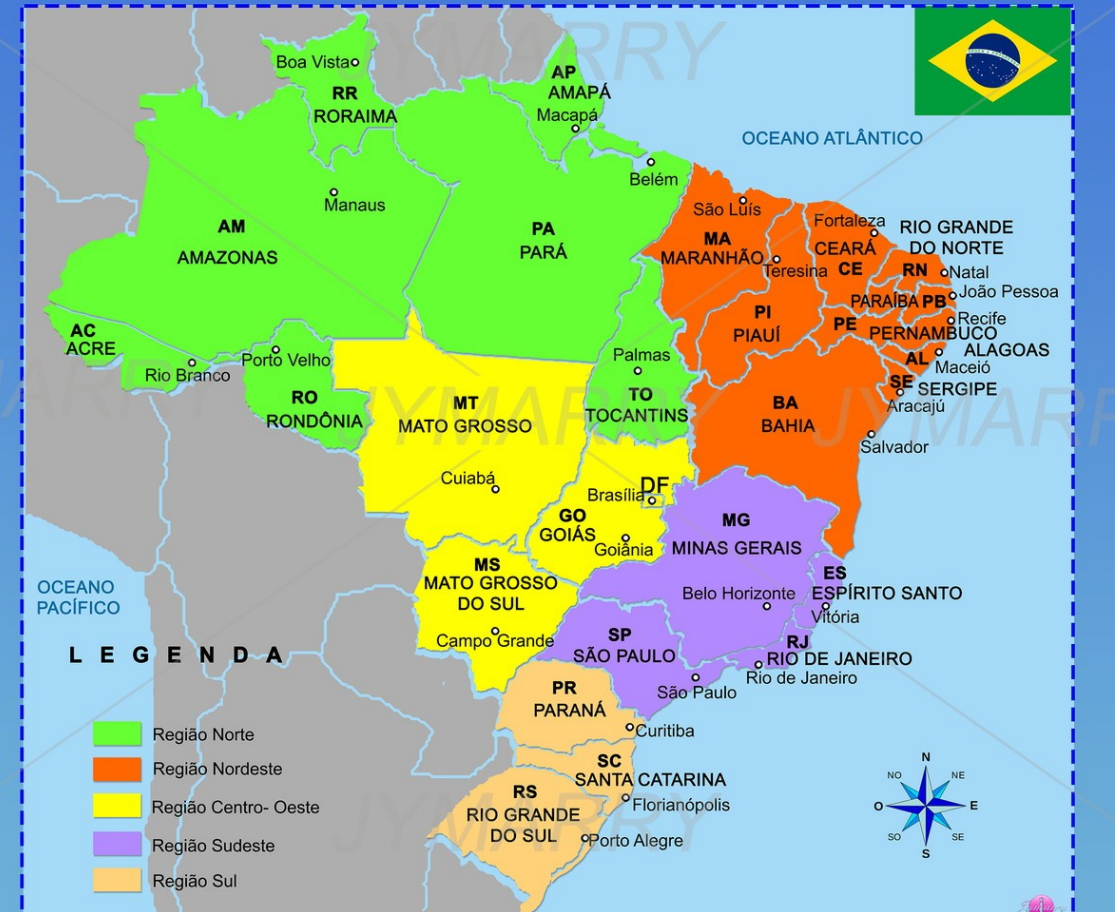 JYMARRY
Boa Vista
RR
RORAIMA
AP
AMAPÁ
Macapá
OCEANO ATLÂNTICO
Belém
Manaus
AM
AMAZONAS
PA
PARÁ
São Luís
MA
MARANHÃO
Teresina
Fortaleza
CEARÁ
CE
RIO GRANDE
DO NORTE
RN
Natal
João Pessoa
PARAÍBA PB
PI
PIAUÍ
PE
Recife
PERNAMBUCO
AL
ALAGOAS
Maceió
SE SERGIPE
Aracajú
AC
ACRE
Rio Branco
Porto Velho
RO
RONDÔNIA
Palmas
TO
TOCANTINS
MT
MATO GROSSO
Cuiabá
BA
BAHIA
Salvador
JYMARRY
DF
Brasília
GO
GOIÁS
Goiânia
MG
MINAS GERAIS
Belo Horizonte
MS
MATO GROSSO
DO SUL
Campo Grande
ES
ESPÍRITO SANTO
Vitória
RJ
RIO DE JANEIRO
Rio de Janeiro
SP
SÃO PAULO
São Paulo
OCEANO
PACÍFICO
PR
PARANÁ
Curitiba
SC
SANTA CATARINA
Florianópolis
RS
RIO GRANDE
DO SUL
Porto Alegre
JYMARRY
LEGENDA
Região Norte
Região Nordeste
Região Centro- Oeste
Região Sudeste
Região Sul
N
NO
NE
O
E
SO
SE
S